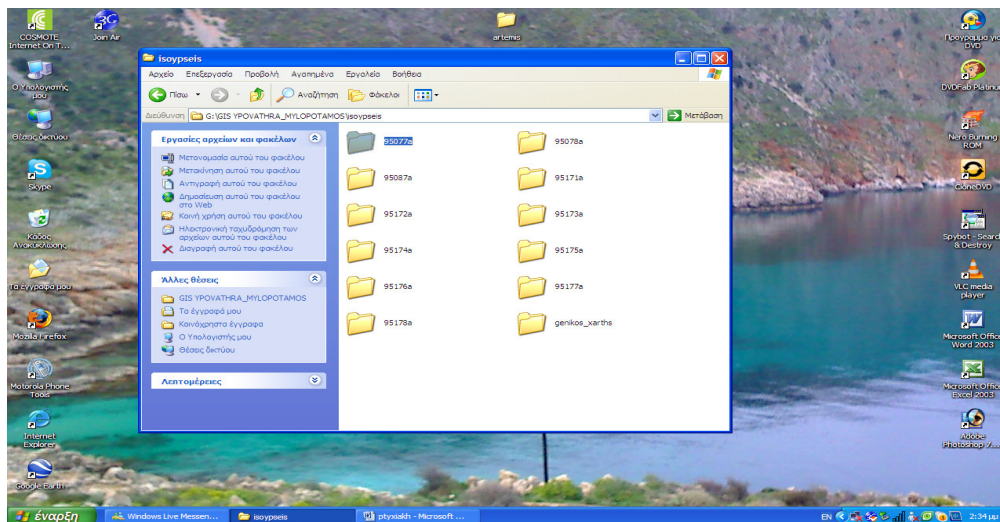 COSMOTE
Internet On T...
Join Air
artemis
Πρόγραμμα γιο
DVD
Ο Υπολογιστής
μου
DVDFab Platinu
Θέσεις δικτύου
Nero Burning
ROM
Skype
CloneDVD
Κάδος
Ανακύκλωσης
Spybot - Search
& Destroy
Τα έγγραφά μου
VLC media
player
Mozilla Firefox
Microsoft Office
Word 2003
Motorola Phone
Tools
Microsoft Office
Excel 2003
Internet
Explorer
Adobe
Photoshop 7...
Google Earth
isoypseis
Αρχείο Επεξεργασία Προβολή Αγαπημένα Εργαλεία Βοήθεια
Πίσω Αναζήτηση Φάκελοι
Διεύθυνση G:\GIS YPOVATHRA_MYLOPOTAMOS\isoypseis Μετάβαση
Εργασίες αρχείων και φακέλων
Μετονομασία αυτού του φακέλου
Μετακίνηση αυτού του φακέλου
Αντιγραφή αυτού του φακέλου
Δημοσίευση αυτού του φακέλου
στο Web
Κοινή χρήση αυτού του φακέλου
Ηλεκτρονική ταχυδρόμηση των
αρχείων αυτού του φακέλου
Διαγραφή αυτού του φακέλου
Άλλες θέσεις
GIS YPOVATHRA_MYLOPOTAMOS
Τα έγγραφά μου
Κοινόχρηστα έγγραφα
Ο Υπολογιστής μου
Θέσεις δικτύου
Λεπτομέρειες
95077a 95078a
95087a 95171a
95172a 95173a
95174a 95175a
95176a 95177a
95178a genikos_xarths
έναρξη Windows Live Messen... isoypseis ptyxiakh - Microsoft ... EN 2:34 μμ